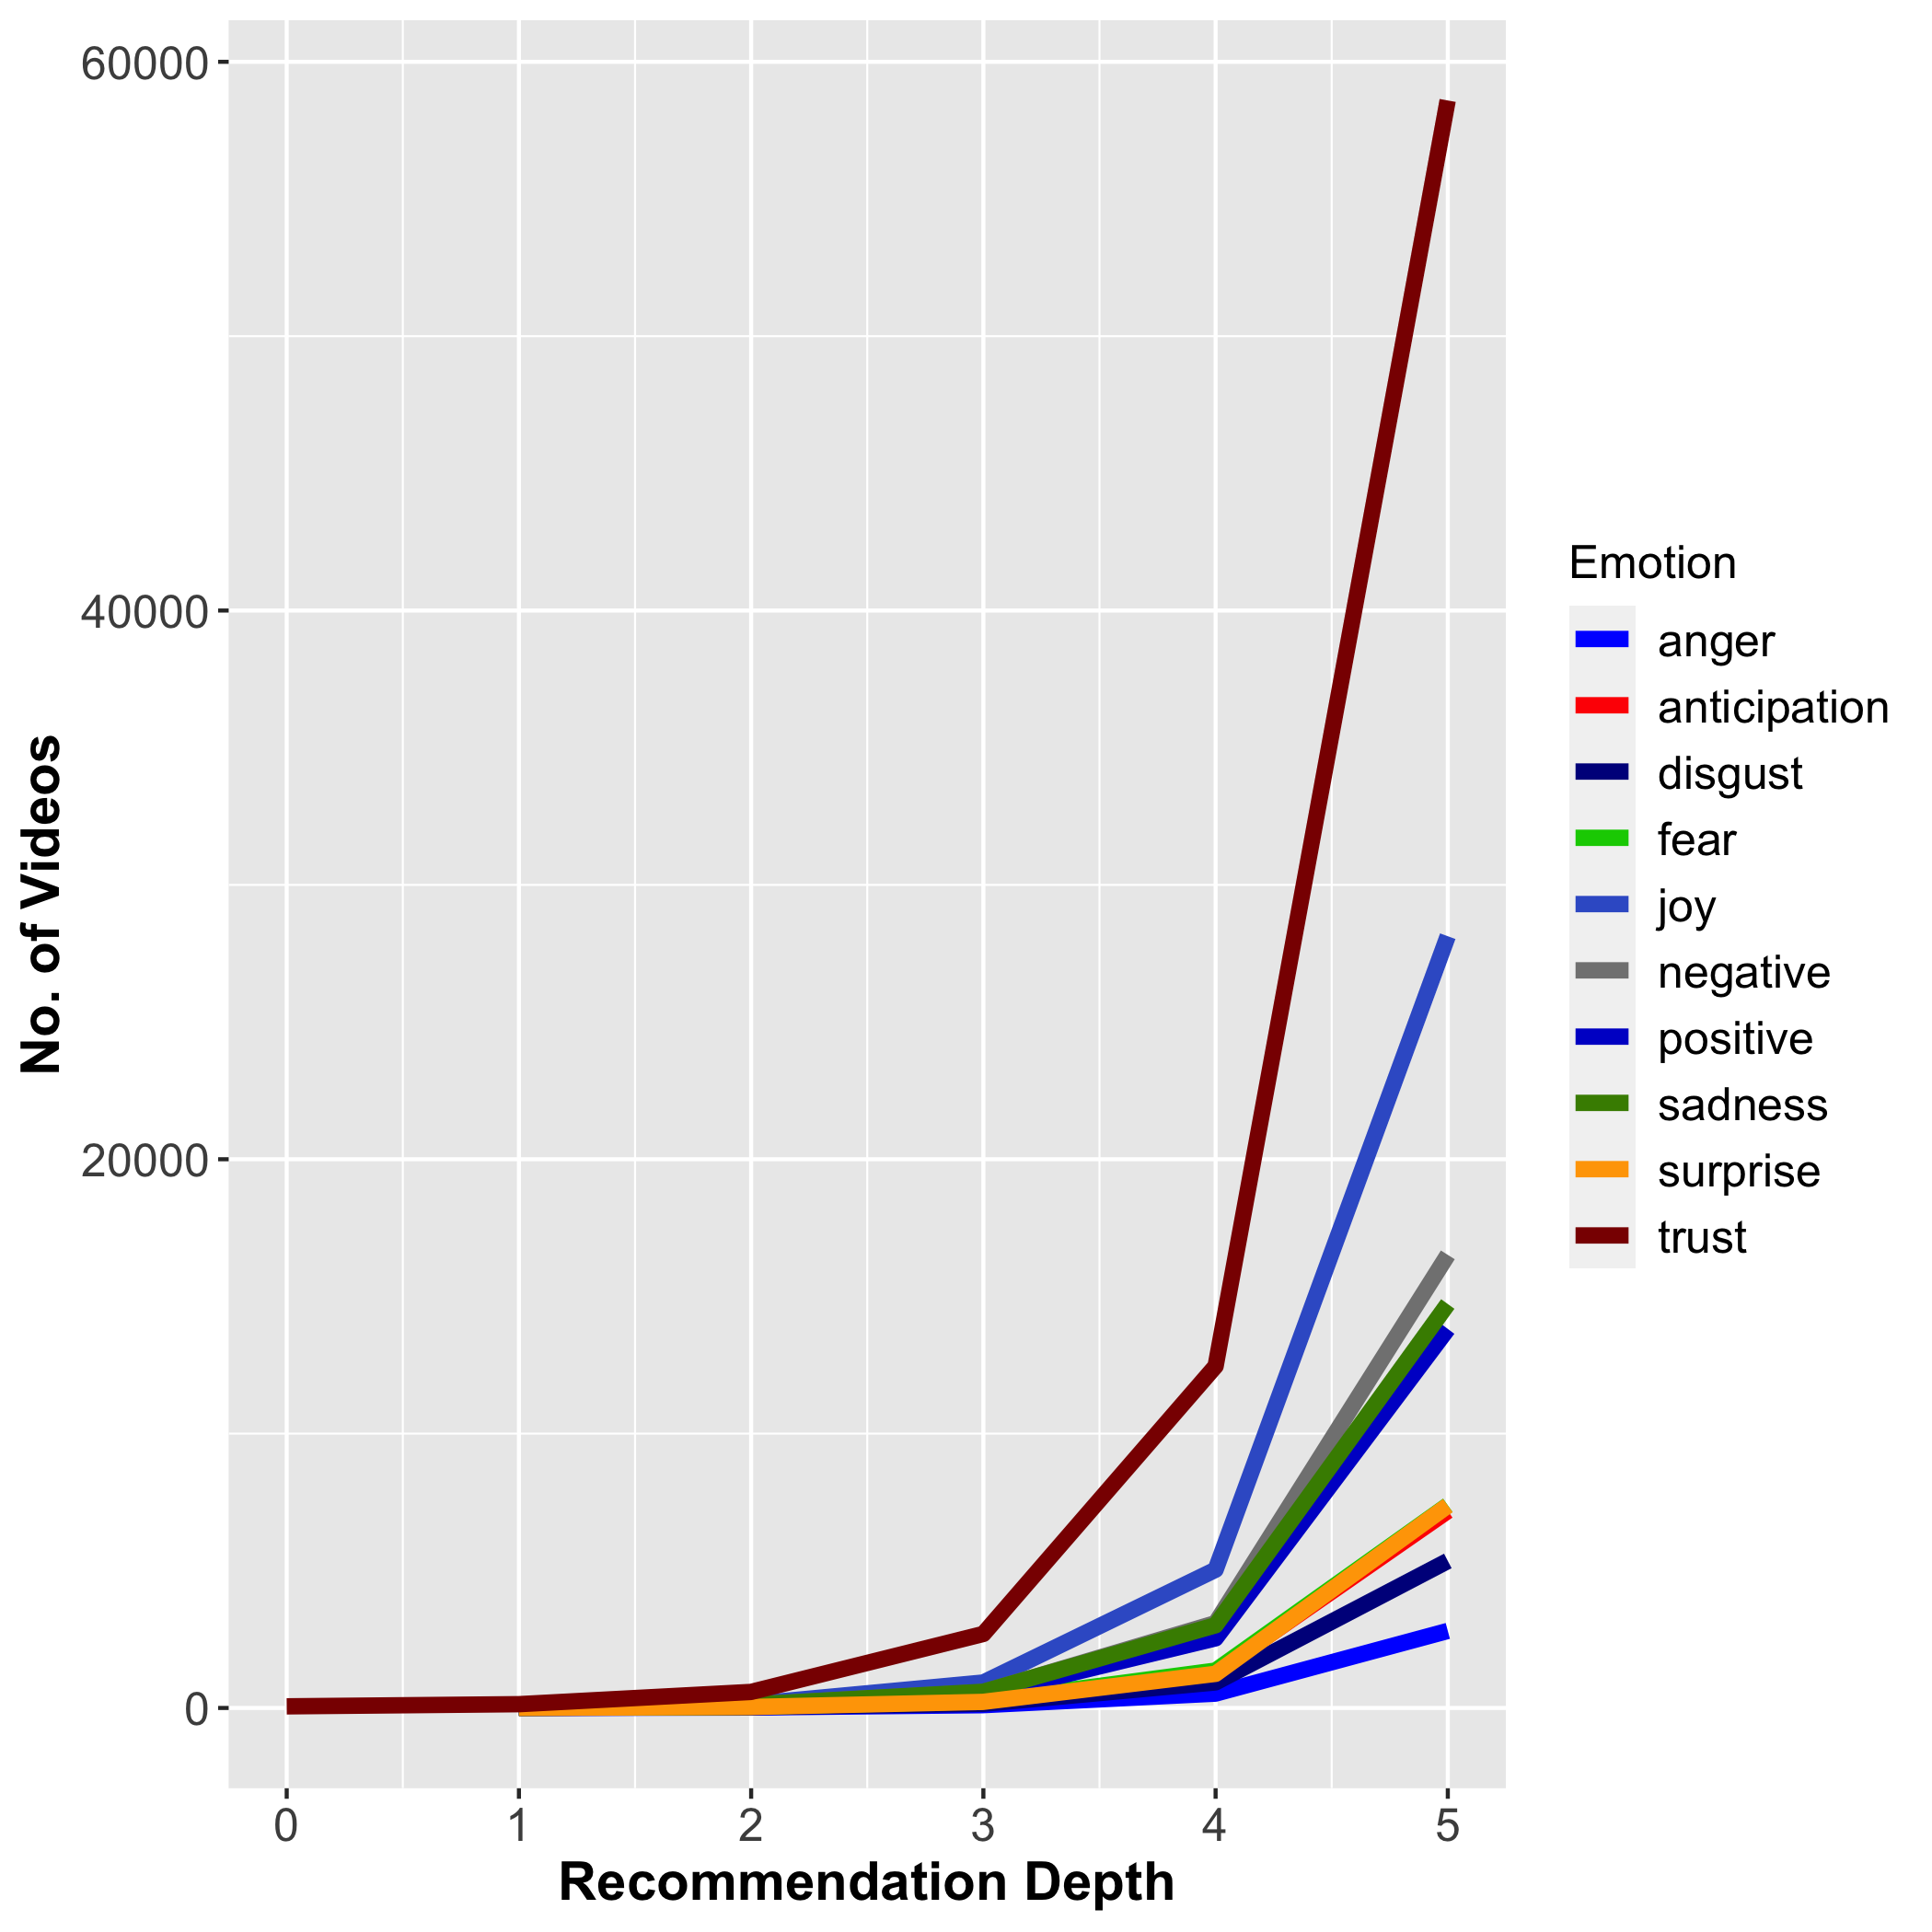 60000
40000
20000
0
No. of Videos
0 1 2 3 4 5
Recommendation Depth
Emotion
anger
anticipation
disgust
fear
joy
negative
positive
sadness
surprise
trust